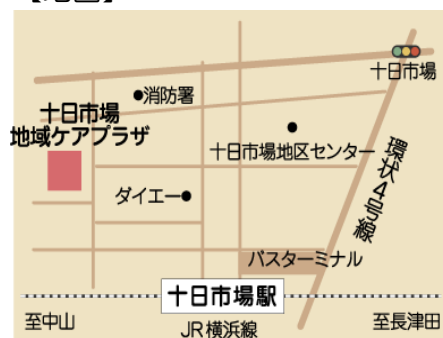 十日市場
●消防署
十日市場
地域ケアプラザ
十日市場地区センター
環状4号線
ダイエー●
バスターミナル
十日市場駅
至中山
JR横浜線
至長津田